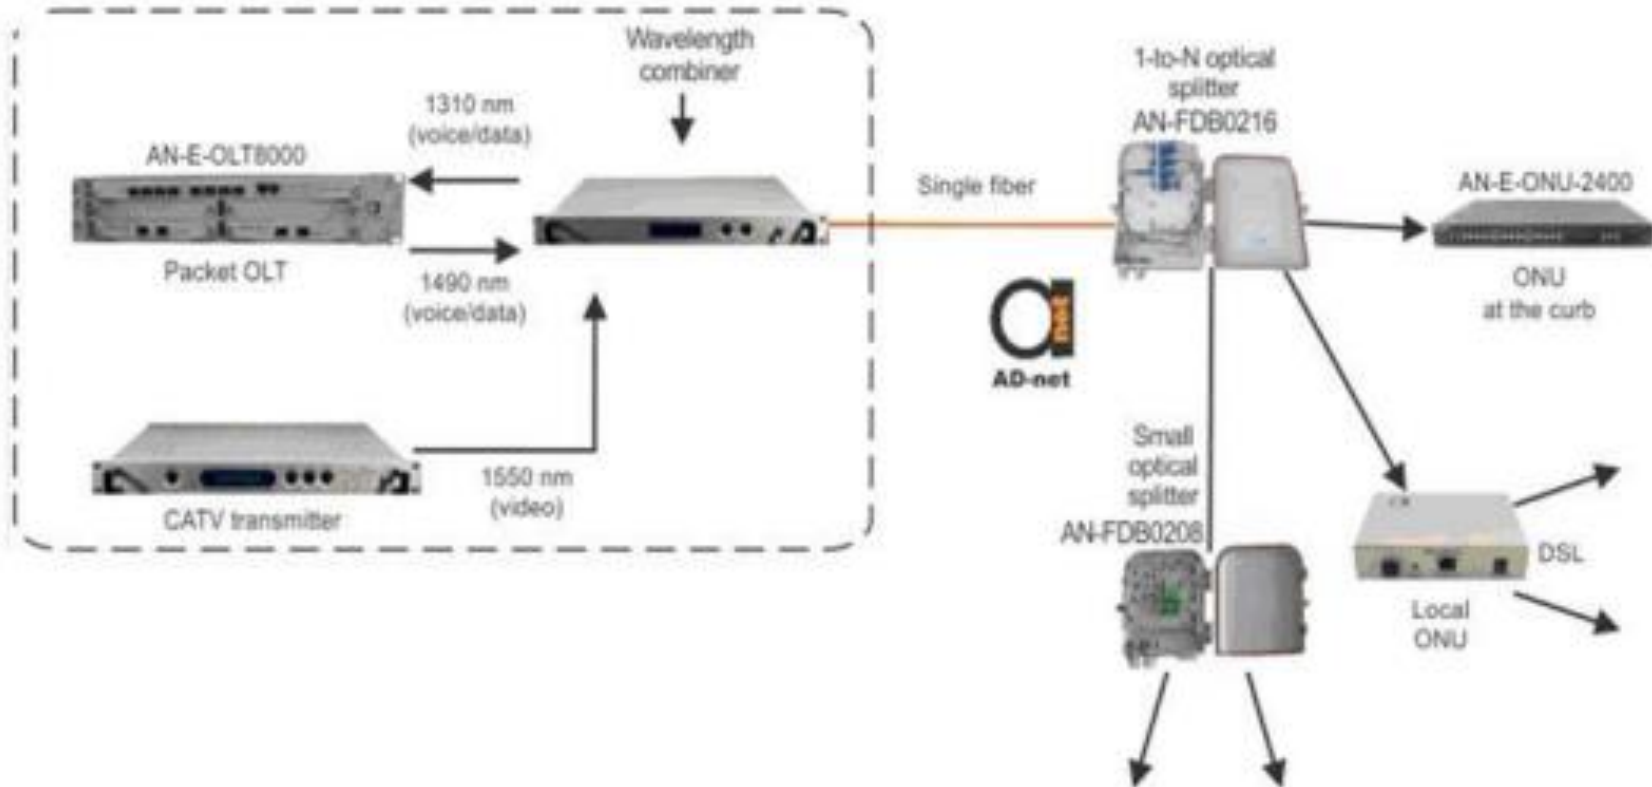 Wavelength
combiner
1310 nm
(voice/data)
AN-E-OLT8000
Packet OLT
1490 nm
(voice/data)
1550 nm
(video)
CATV transmitter
Single fiber
net
AD-net
1-to-N optical
splitter
AN-FDB0216
AN-E-ONU-2400
ONU
at the curb
Small
optical
splitter
AN-FDB0208
DSL
Local
ONU